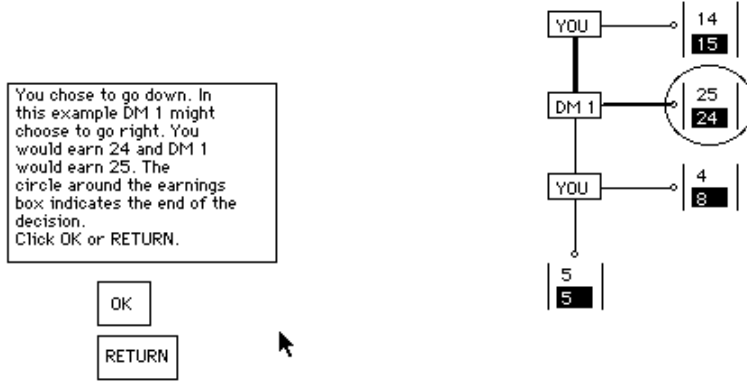 You chose to go down. In
this example DM 1 might
choose to go right. You
would earn 24 and DM 1
would earn 25. The
circle around the earnings
box indicates the end of the
decision.
Click OK or RETURN.
OK
RETURN
YOU
14
15
DM 1
25
24
YOU
4
8
5
5